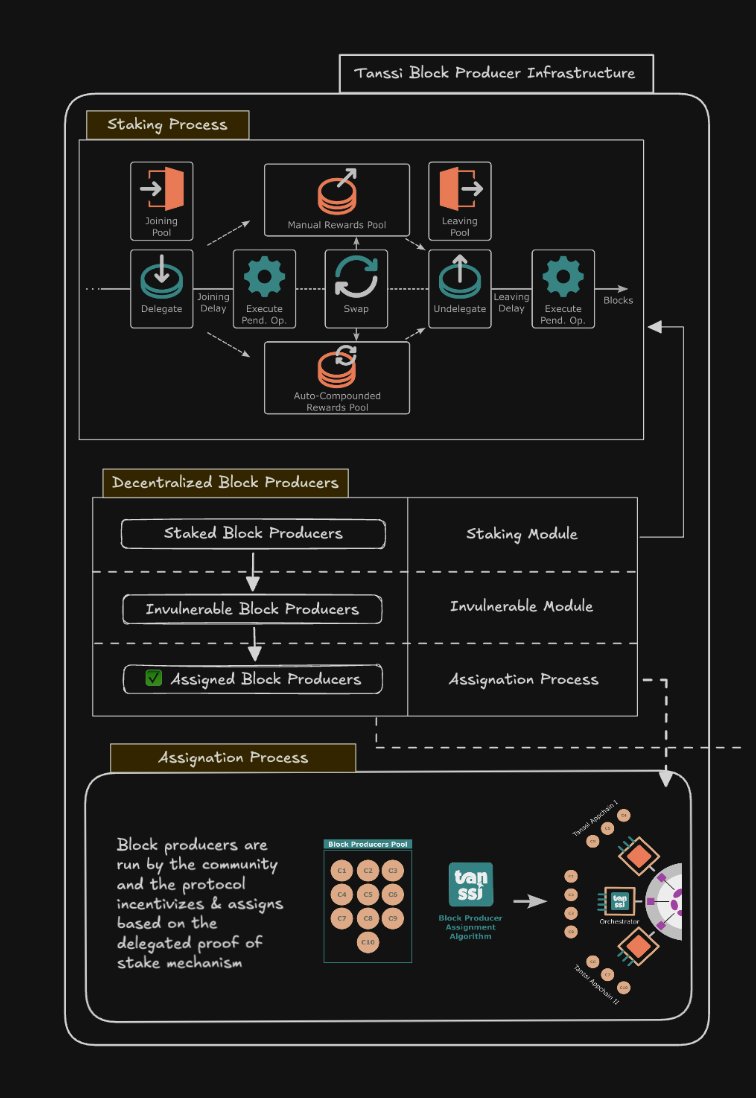 Tanssi Block Producer Infrastructure
Staking Process
Joining
Pool
Manual Rewards Pool
Leaving
Pool
Delegate
Joining
Delay
Execute
Pend. Op.
Swap
Undelegate
Leaving
Delay
Execute
Pend. Op.
Blocks
Auto-Compounded
Rewards Pool
Decentralized Block Producers
Staked Block Producers
Staking Module
Invulnerable Block Producers
Invulnerable Module
Assigned Block Producers
Assignation Process
Assignation Process
Block producers are
run by the community
and the protocol
incentivizes & assigns
based on the
delegated proof of
stake mechanism
Block Producers Pool
C1 C2 C3
C4 C5 C6
C7 C8 C9
C10
tan
ssi
Block Producer
Assignment
Algorithm
Tanssi Appchain I
tan
ssi
Orchestrator
Tanssi Appchain II